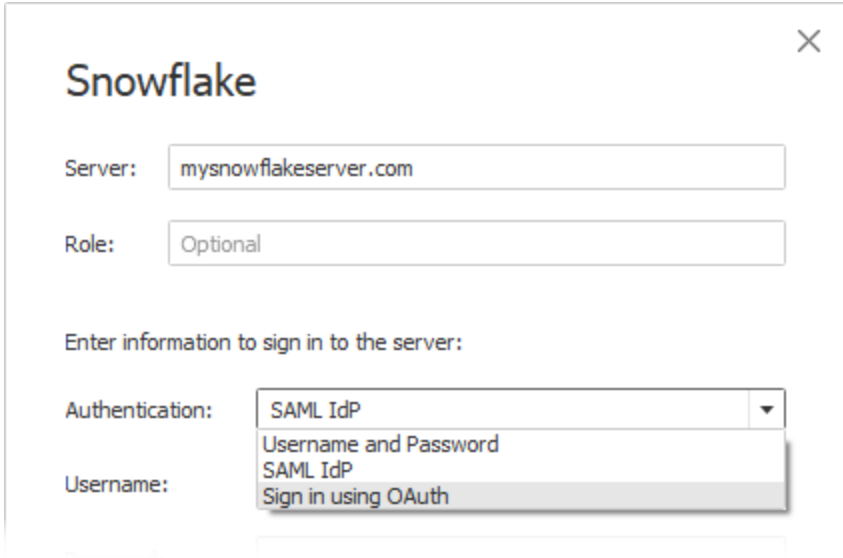 Snowflake
Server: mysnowflakeserver.com
Role: Optional
Enter information to sign in to the server:
Authentication: SAML IdP
Username and Password
SAML IdP
Username:
Sign in using OAuth